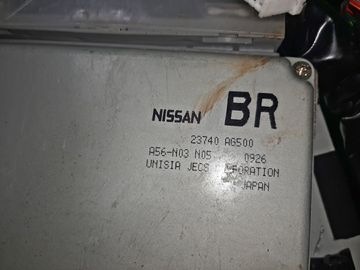 NISSAN BR
23740 AG500
A56-N03 N05 0926
UNISIA JECS
JAPAN